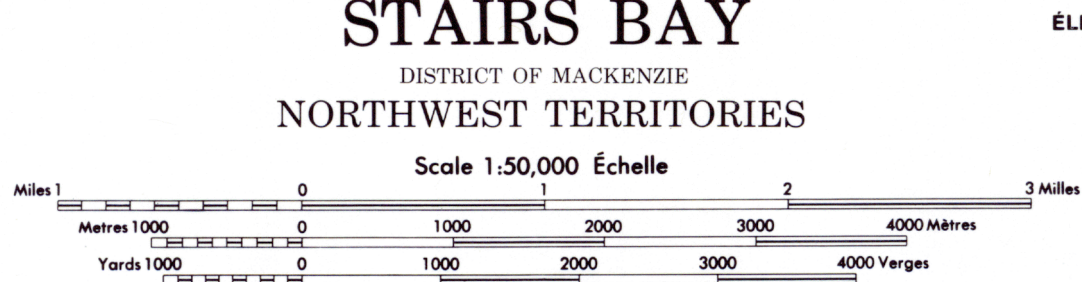 STAIRS BAY
DISTRICT OF MACKENZIE
NORTHWEST TERRITORIES
Scale 1:50,000 Échelle
Miles 1 0 1 2 3 Milles
Metres 1000 0 1000 2000 3000 4000 Mètres
Yards 1000 0 1000 2000 3000 4000 Verges